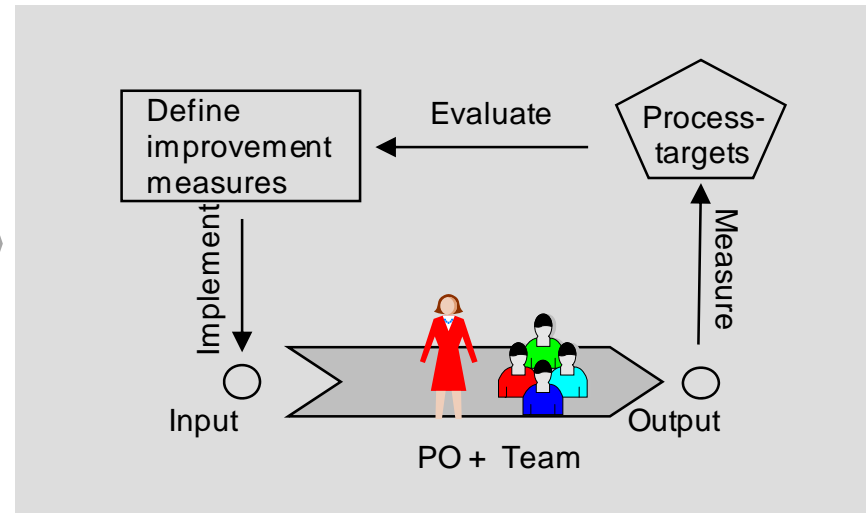 Define
improvement
measures
Evaluate
Process-
targets
Implement
Measure
Input
Output
PO + Team